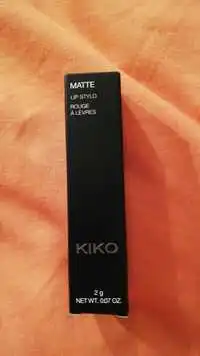 MATTE
LIP STYLO
ROUGE
À LÈVRES
KIKO
2 g
NET WT. 0.07 OZ.